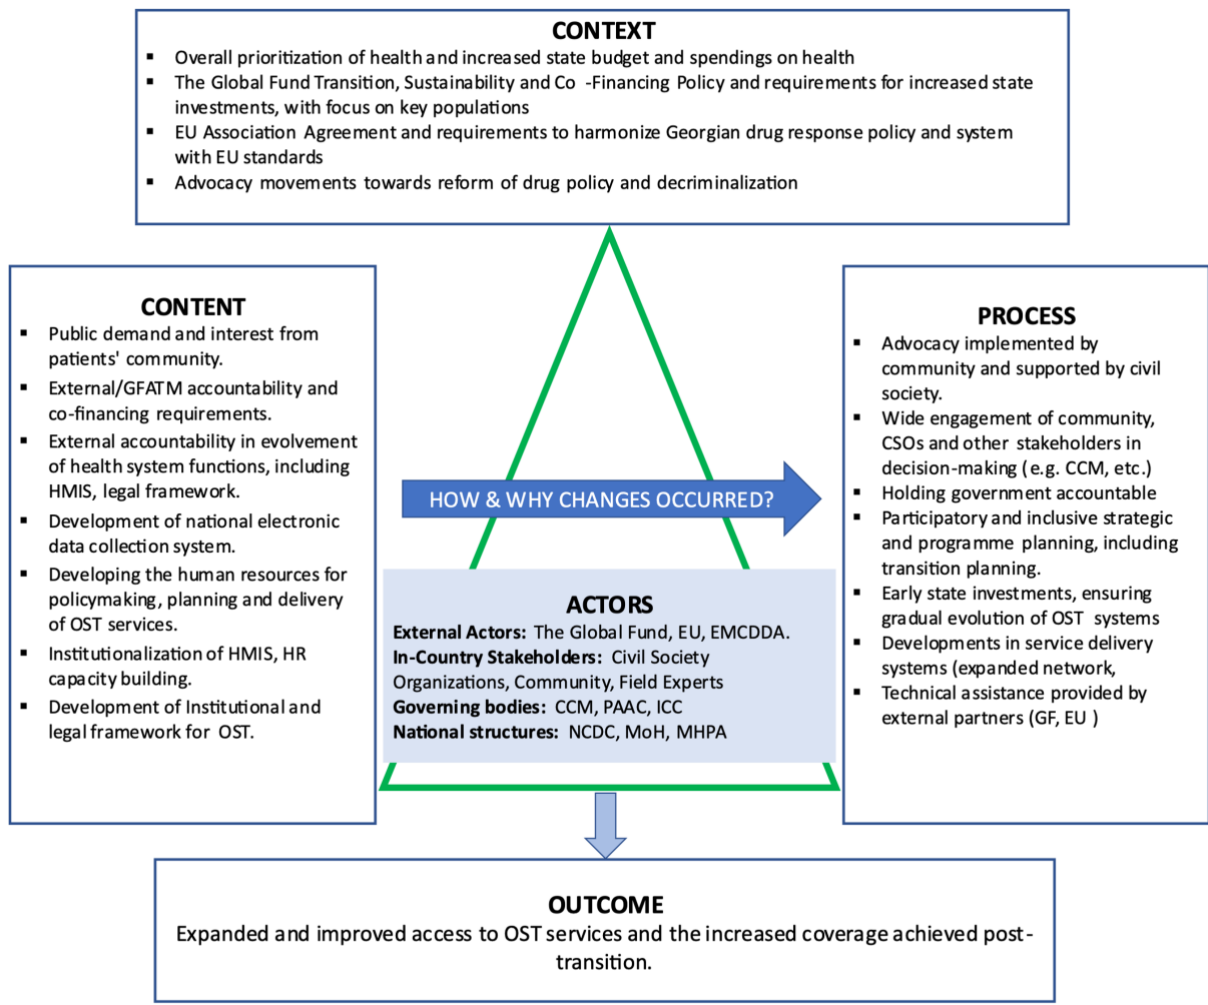 CONTEXT
▪ Overall prioritization of health and increased state budget and spendings on health
▪ The Global Fund Transition, Sustainability and Co -Financing Policy and requirements for increased state
investments, with focus on key populations
▪ EU Association Agreement and requirements to harmonize Georgian drug response policy and system
with EU standards
▪ Advocacy movements towards reform of drug policy and decriminalization
CONTENT
▪ Public demand and interest from
patients' community.
▪ External/GFATM accountability and
co-financing requirements.
▪ External accountability in evolvement
of health system functions, including
HMIS, legal framework.
▪ Development of national electronic
data collection system.
▪ Developing the human resources for
policymaking, planning and delivery
of OST services.
▪ Institutionalization of HMIS, HR
capacity building.
▪ Development of Institutional and
legal framework for OST.
HOW & WHY CHANGES OCCURRED?
ACTORS
External Actors: The Global Fund, EU, EMCDDA.
In-Country Stakeholders: Civil Society
Organizations, Community, Field Experts
Governing bodies: CCM, PAAC, ICC
National structures: NCDC, MoH, MHPA
PROCESS
▪ Advocacy implemented by
community and supported by civil
society.
▪ Wide engagement of community,
CSOs and other stakeholders in
decision-making (e.g. CCM, etc.)
▪ Holding government accountable
▪ Participatory and inclusive strategic
and programme planning, including
transition planning.
▪ Early state investments, ensuring
gradual evolution of OST systems
▪ Developments in service delivery
systems (expanded network,
▪ Technical assistance provided by
external partners (GF, EU )
OUTCOME
Expanded and improved access to OST services and the increased coverage achieved post-
transition.